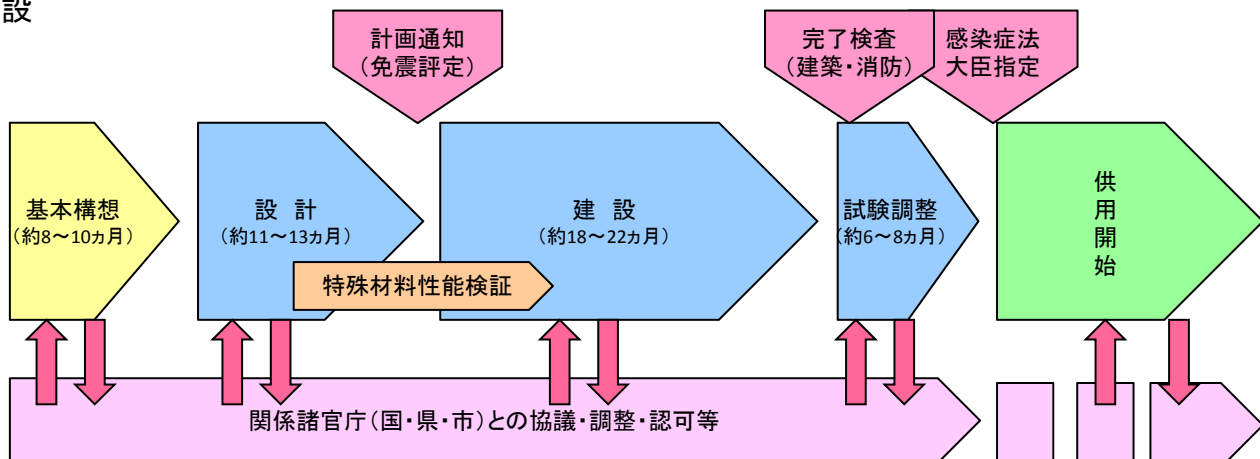 設
計画通知
（免震評定）
完了検査
（建築・消防）
感染症法
大臣指定
基本構想
（約8～10ヵ月）
設 計
（約11～13ヵ月）
建 設
（約18～22ヵ月）
試験調整
（約6～8ヵ月）
供用開始
特殊材料性能検証
関係諸官庁（国・県・市）との協議・調整・認可等